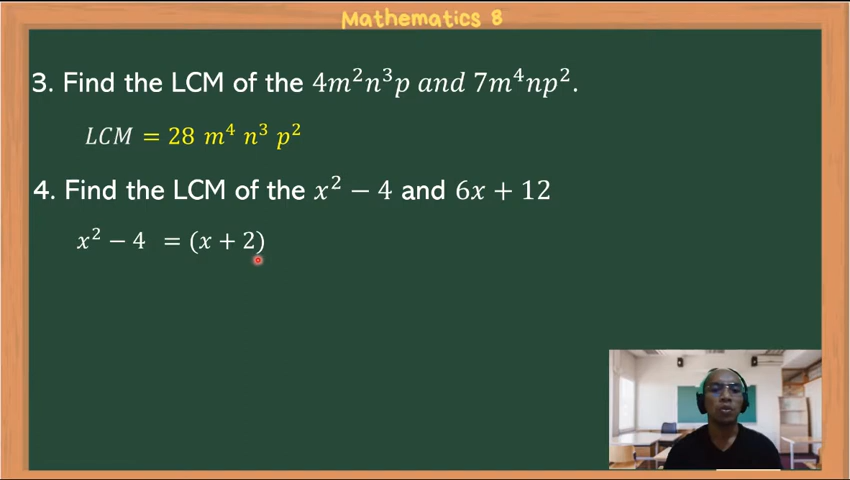 Mathematics 8
3. Find the LCM of the 4m²n³p and 7m⁴np².
LCM = 28 m⁴ n³ p²
4. Find the LCM of the x² − 4 and 6x + 12
x² − 4 = (x + 2)